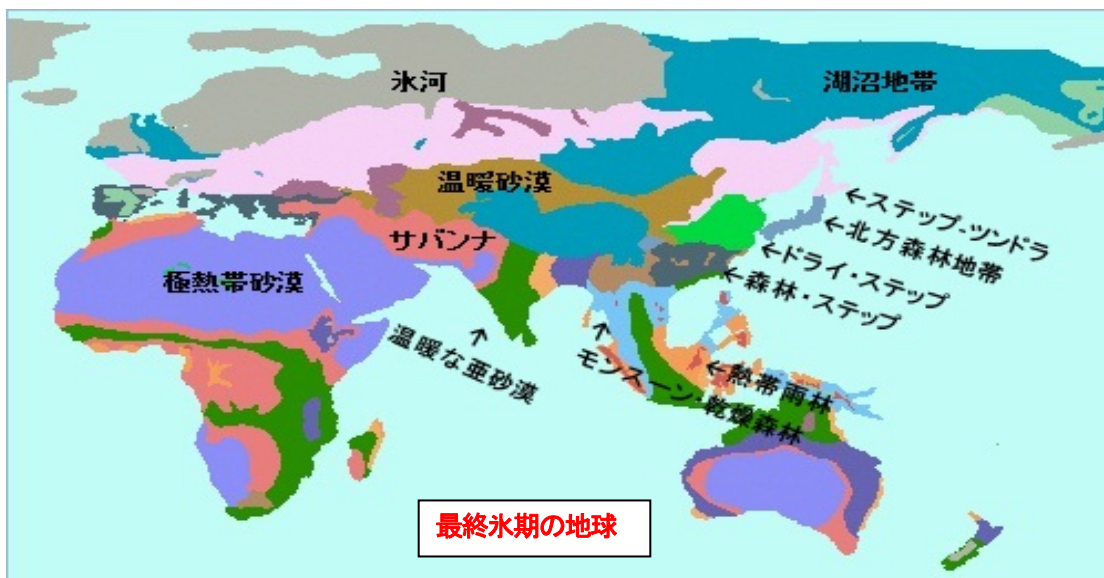 氷河
湖沼地帯
温暖砂漠
サバンナ
極熱帯砂漠
←ステップ-ツンドラ
←北方森林地帯
←ドライ・ステップ
←森林・ステップ
←温暖な亜砂漠
←モンスーン・乾燥森林
←熱帯雨林
最終氷期の地球